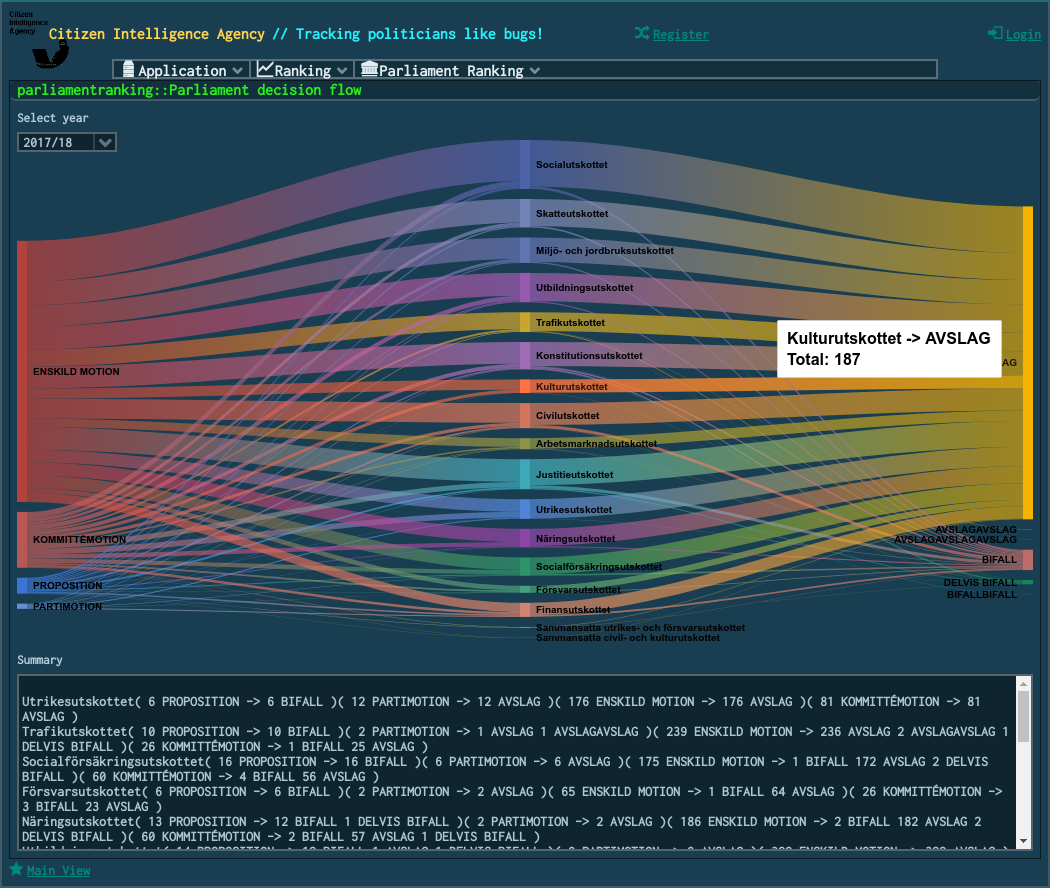 Citizen
Intelligence
Agency
Citizen Intelligence Agency // Tracking politicians like bugs!
Register
Login
Application
Ranking
Parliament Ranking
parliamentranking::Parliament decision flow
Select year
2017/18
Socialutskottet
Skatteutskottet
Miljö- och jordbruksutskottet
Utbildningsutskottet
Trafikutskottet
Kulturutskottet -> AVSLAG
Total: 187
Konstitutionsutskottet
AG
ENSKILD MOTION
Kulturutskottet
Civilutskottet
Arbetsmarknadsutskottet
Justitieutskottet
Utrikesutskottet
AVSLAGAVSLAG
KOMMITTÉMOTION
Näringsutskottet
AVSLAGAVSLAGAVSLAG
BIFALL
Socialförsäkringsutskottet
PROPOSITION
Försvarsutskottet
DELVIS BIFALL
BIFALLBIFALL
PARTIMOTION
Finansutskottet
Sammansatta utrikes- och försvarsutskottet
Sammansatta civil- och kulturutskottet
Summary
Utrikesutskottet( 6 PROPOSITION -> 6 BIFALL )( 12 PARTIMOTION -> 12 AVSLAG )( 176 ENSKILD MOTION -> 176 AVSLAG )( 81 KOMMITTÉMOTION -> 81
AVSLAG )
Trafikutskottet( 10 PROPOSITION -> 10 BIFALL )( 2 PARTIMOTION -> 1 AVSLAG 1 AVSLAGAVSLAG )( 239 ENSKILD MOTION -> 236 AVSLAG 2 AVSLAGAVSLAG 1
DELVIS BIFALL )( 26 KOMMITTÉMOTION -> 1 BIFALL 25 AVSLAG )
Socialförsäkringsutskottet( 16 PROPOSITION -> 16 BIFALL )( 6 PARTIMOTION -> 6 AVSLAG )( 175 ENSKILD MOTION -> 1 BIFALL 172 AVSLAG 2 DELVIS
BIFALL )( 60 KOMMITTÉMOTION -> 4 BIFALL 56 AVSLAG )
Försvarsutskottet( 6 PROPOSITION -> 6 BIFALL )( 2 PARTIMOTION -> 2 AVSLAG )( 65 ENSKILD MOTION -> 1 BIFALL 64 AVSLAG )( 26 KOMMITTÉMOTION ->
3 BIFALL 23 AVSLAG )
Näringsutskottet( 13 PROPOSITION -> 12 BIFALL 1 DELVIS BIFALL )( 2 PARTIMOTION -> 2 AVSLAG )( 186 ENSKILD MOTION -> 2 BIFALL 182 AVSLAG 2
DELVIS BIFALL )( 60 KOMMITTÉMOTION -> 2 BIFALL 57 AVSLAG 1 DELVIS BIFALL )
Main View